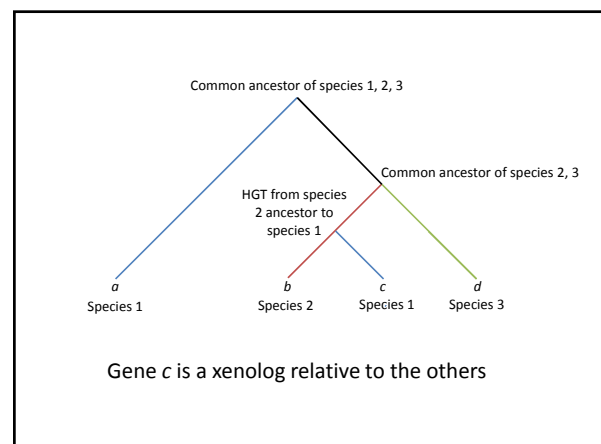 Common ancestor of species 1, 2, 3
Common ancestor of species 2, 3
HGT from species
2 ancestor to
species 1
a
b
c
d
Species 1
Species 2
Species 1
Species 3
Gene c is a xenolog relative to the others